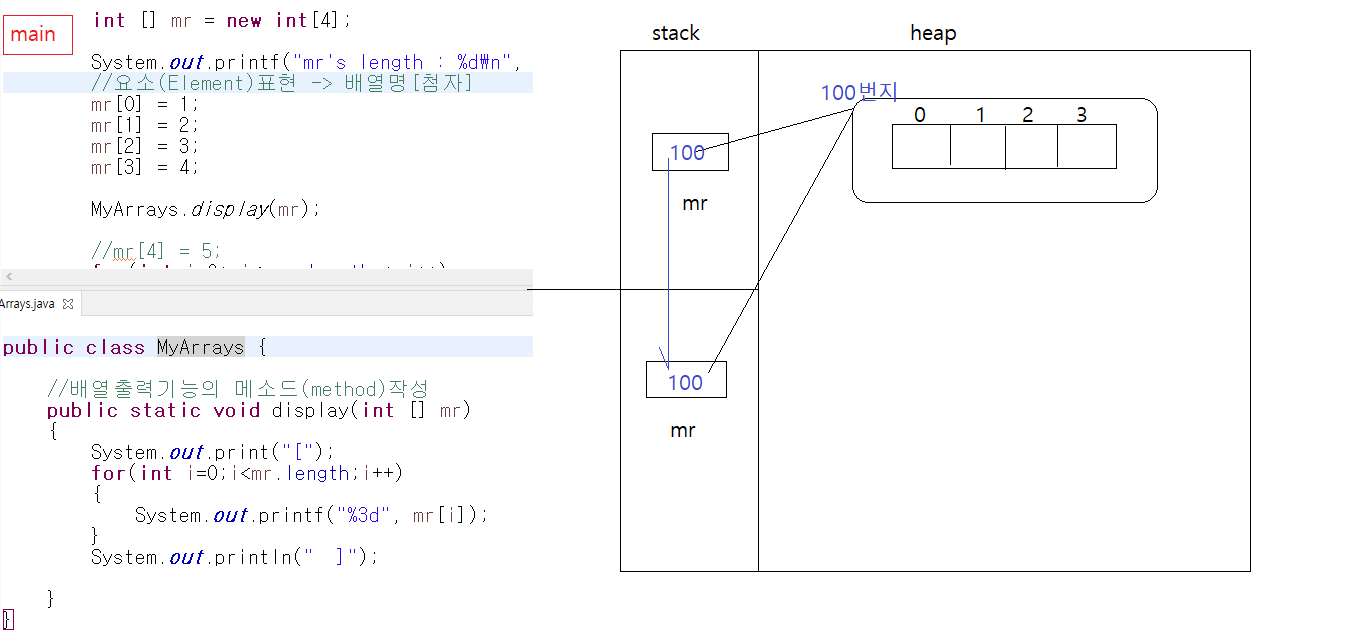 main
int [] mr = new int[4];
System.out.printf("mr's length : %d₩n",
//요소(Element)표현 -> 배열명[첨자]
mr[0] = 1;
mr[1] = 2;
mr[2] = 3;
mr[3] = 4;
MyArrays.display(mr);
//mr[4] = 5;
Arrays.java
public class MyArrays {
//배열출력기능의 메소드(method)작성
public static void display(int [] mr)
{
System.out.print("[");
for(int i=0;i<mr.length;i++)
{
System.out.printf("%3d", mr[i]);
}
System.out.println("  ]");
}
}
stack
heap
100번지
0 1 2 3
100
mr
100
mr